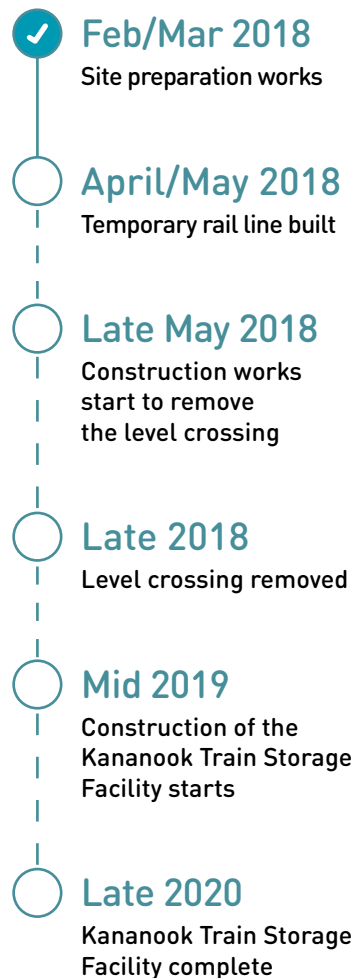 Feb/Mar 2018
Site preparation works
April/May 2018
Temporary rail line built
Late May 2018
Construction works
start to remove
the level crossing
Late 2018
Level crossing removed
Mid 2019
Construction of the
Kananook Train Storage
Facility starts
Late 2020
Kananook Train Storage
Facility complete